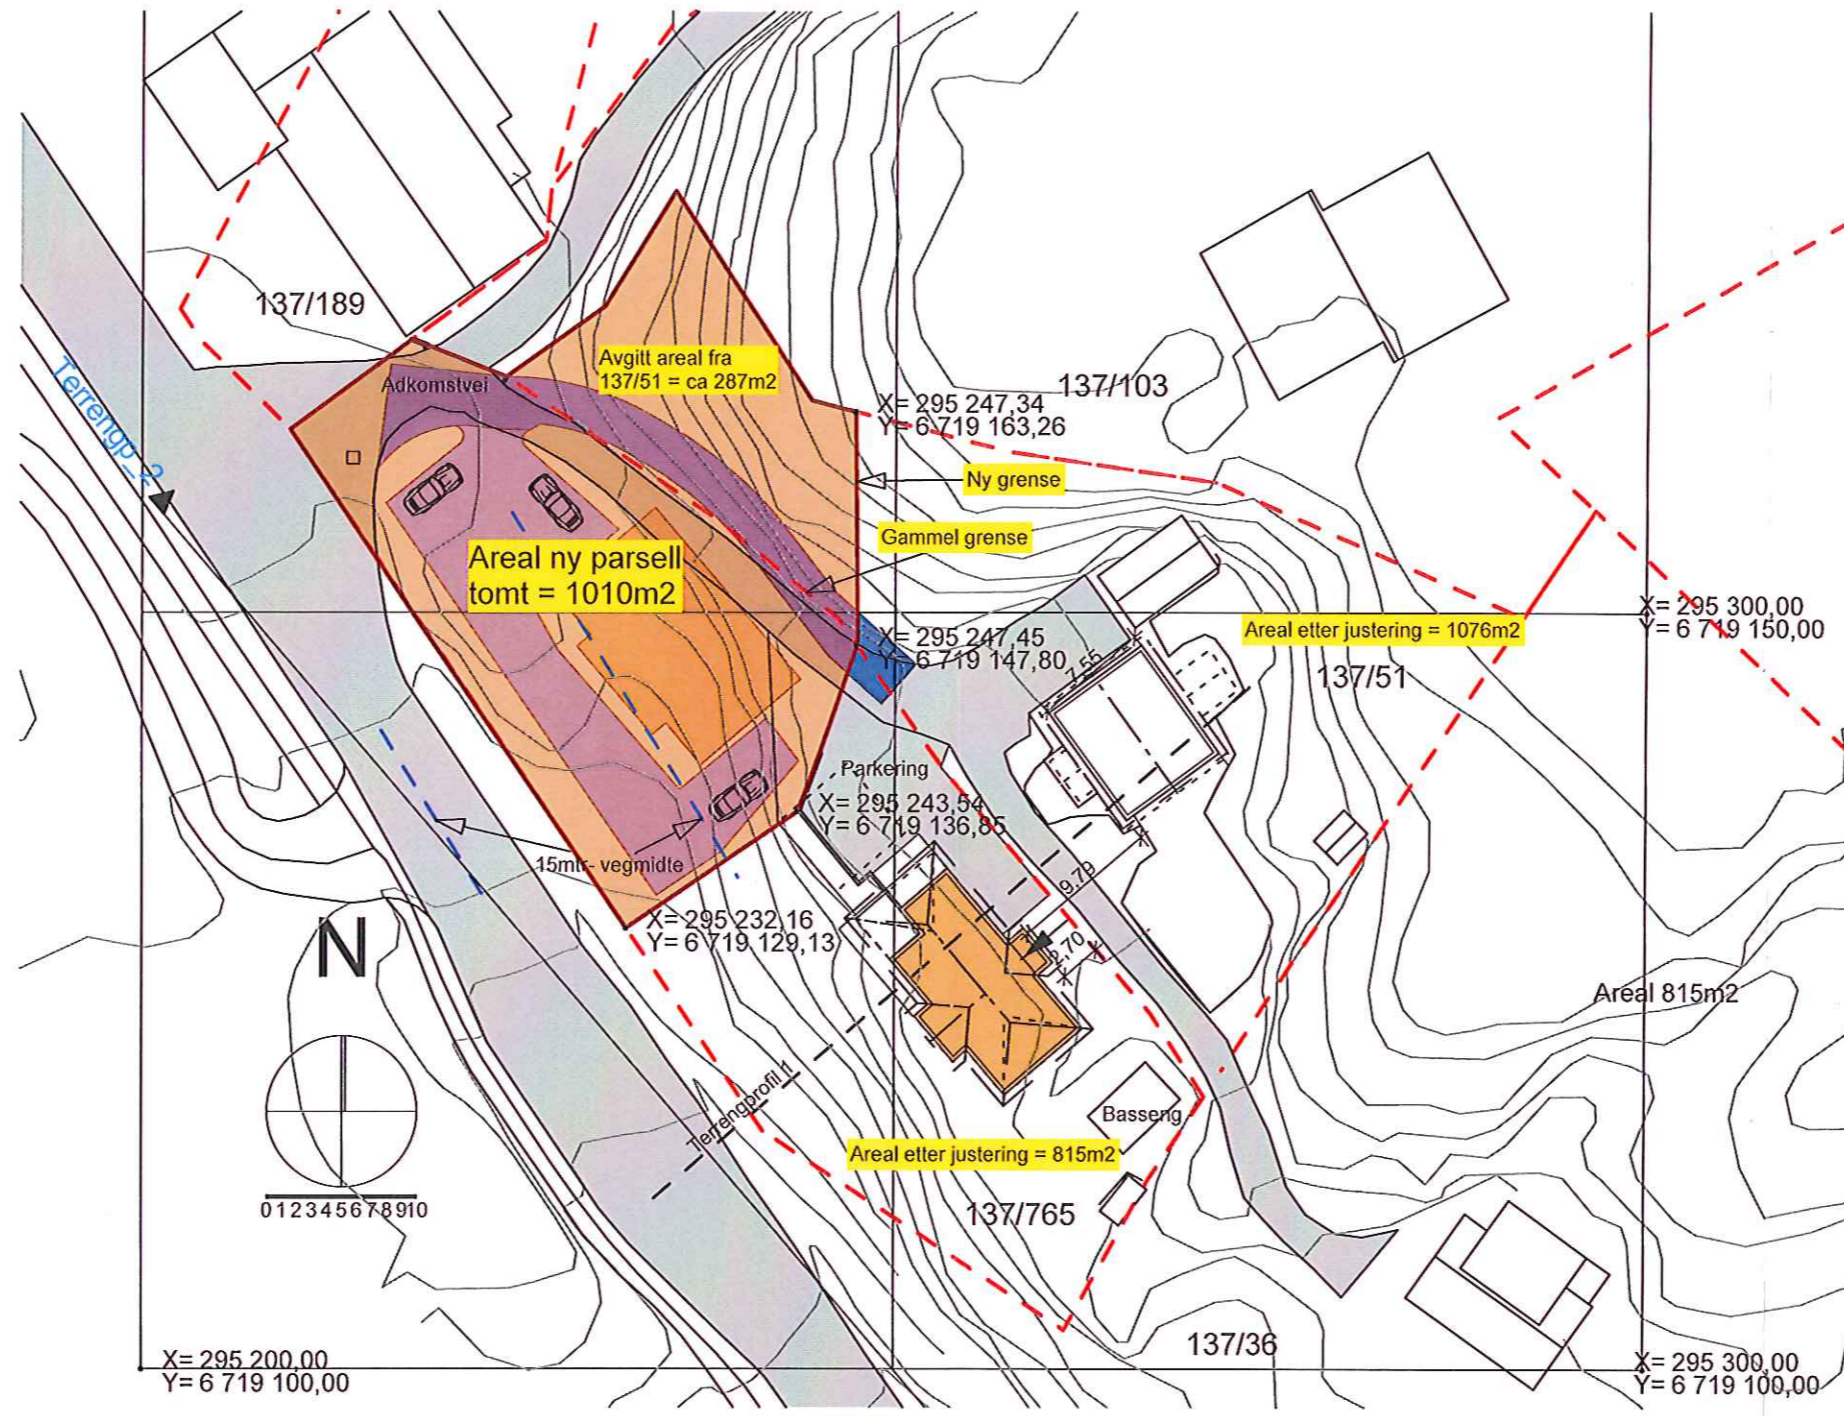 137/189
Terrengp_-2
Adkomstvei
Avgitt areal fra
137/51 = ca 287m2
137/103
X= 295 247,34
Y= 6 719 163,26
Ny grense
Gammel grense
Areal ny parsell
tomt = 1010m2
X= 295 300,00
Y= 6 719 150,00
Areal etter justering = 1076m2
X= 295 247,45
Y= 6 719 147,80
7.55
137/51
Parkering
X= 295 243,54
Y= 6 719 136,85
15mtr- vegmidte
9.79
X= 295 232,16
Y= 6 719 129,13
N
2.70
Areal 815m2
Terrengprofil 1
Basseng
Areal etter justering = 815m2
0 1 2 3 4 5 6 7 8 9 10
137/765
137/36
X= 295 200,00
Y= 6 719 100,00
X= 295 300,00
Y= 6 719 100,00